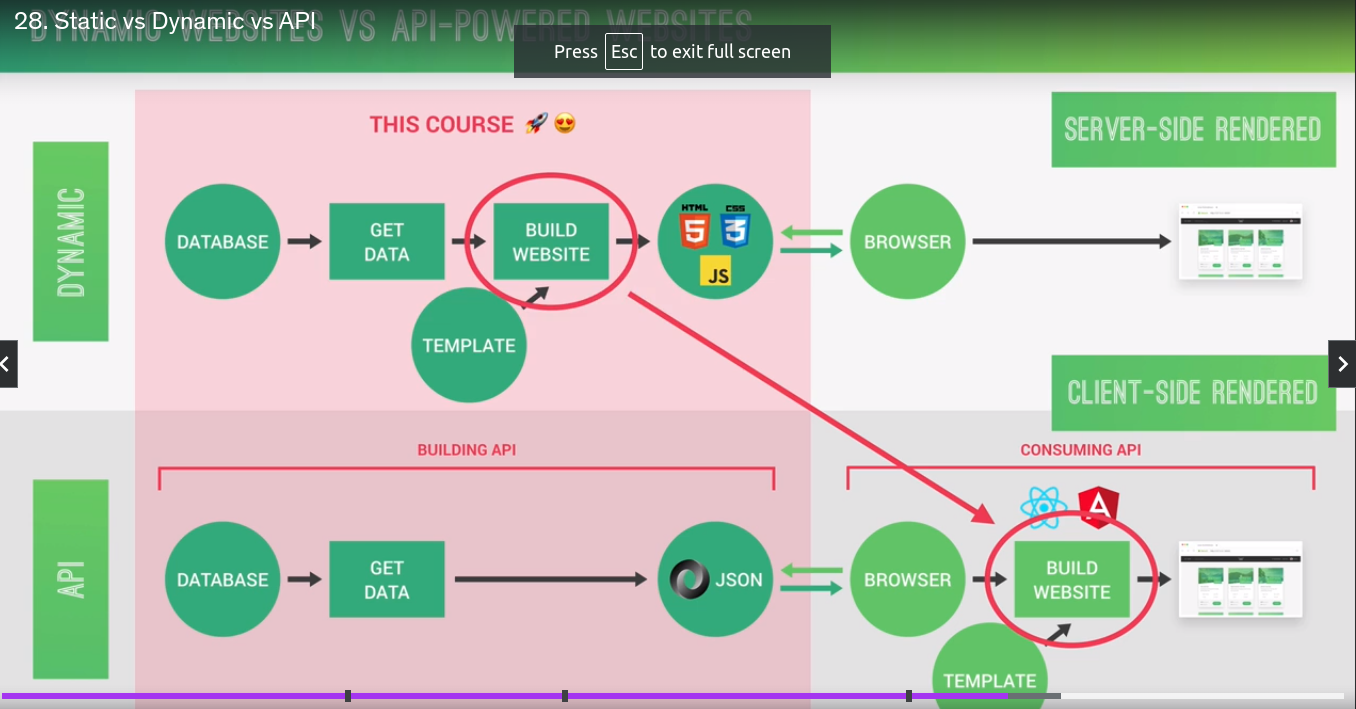 DYNAMIC WEBSITES VS API-POWERED WEBSITES
28. Static vs Dynamic vs API
Press Esc to exit full screen
THIS COURSE 🚀 😍
SERVER-SIDE RENDERED
DYNAMIC
DATABASE
GET
DATA
BUILD
WEBSITE
HTML
5
CSS
3
JS
BROWSER
TEMPLATE
CLIENT-SIDE RENDERED
BUILDING API
CONSUMING API
API
DATABASE
GET
DATA
JSON
BROWSER
A
BUILD
WEBSITE
TEMPLATE